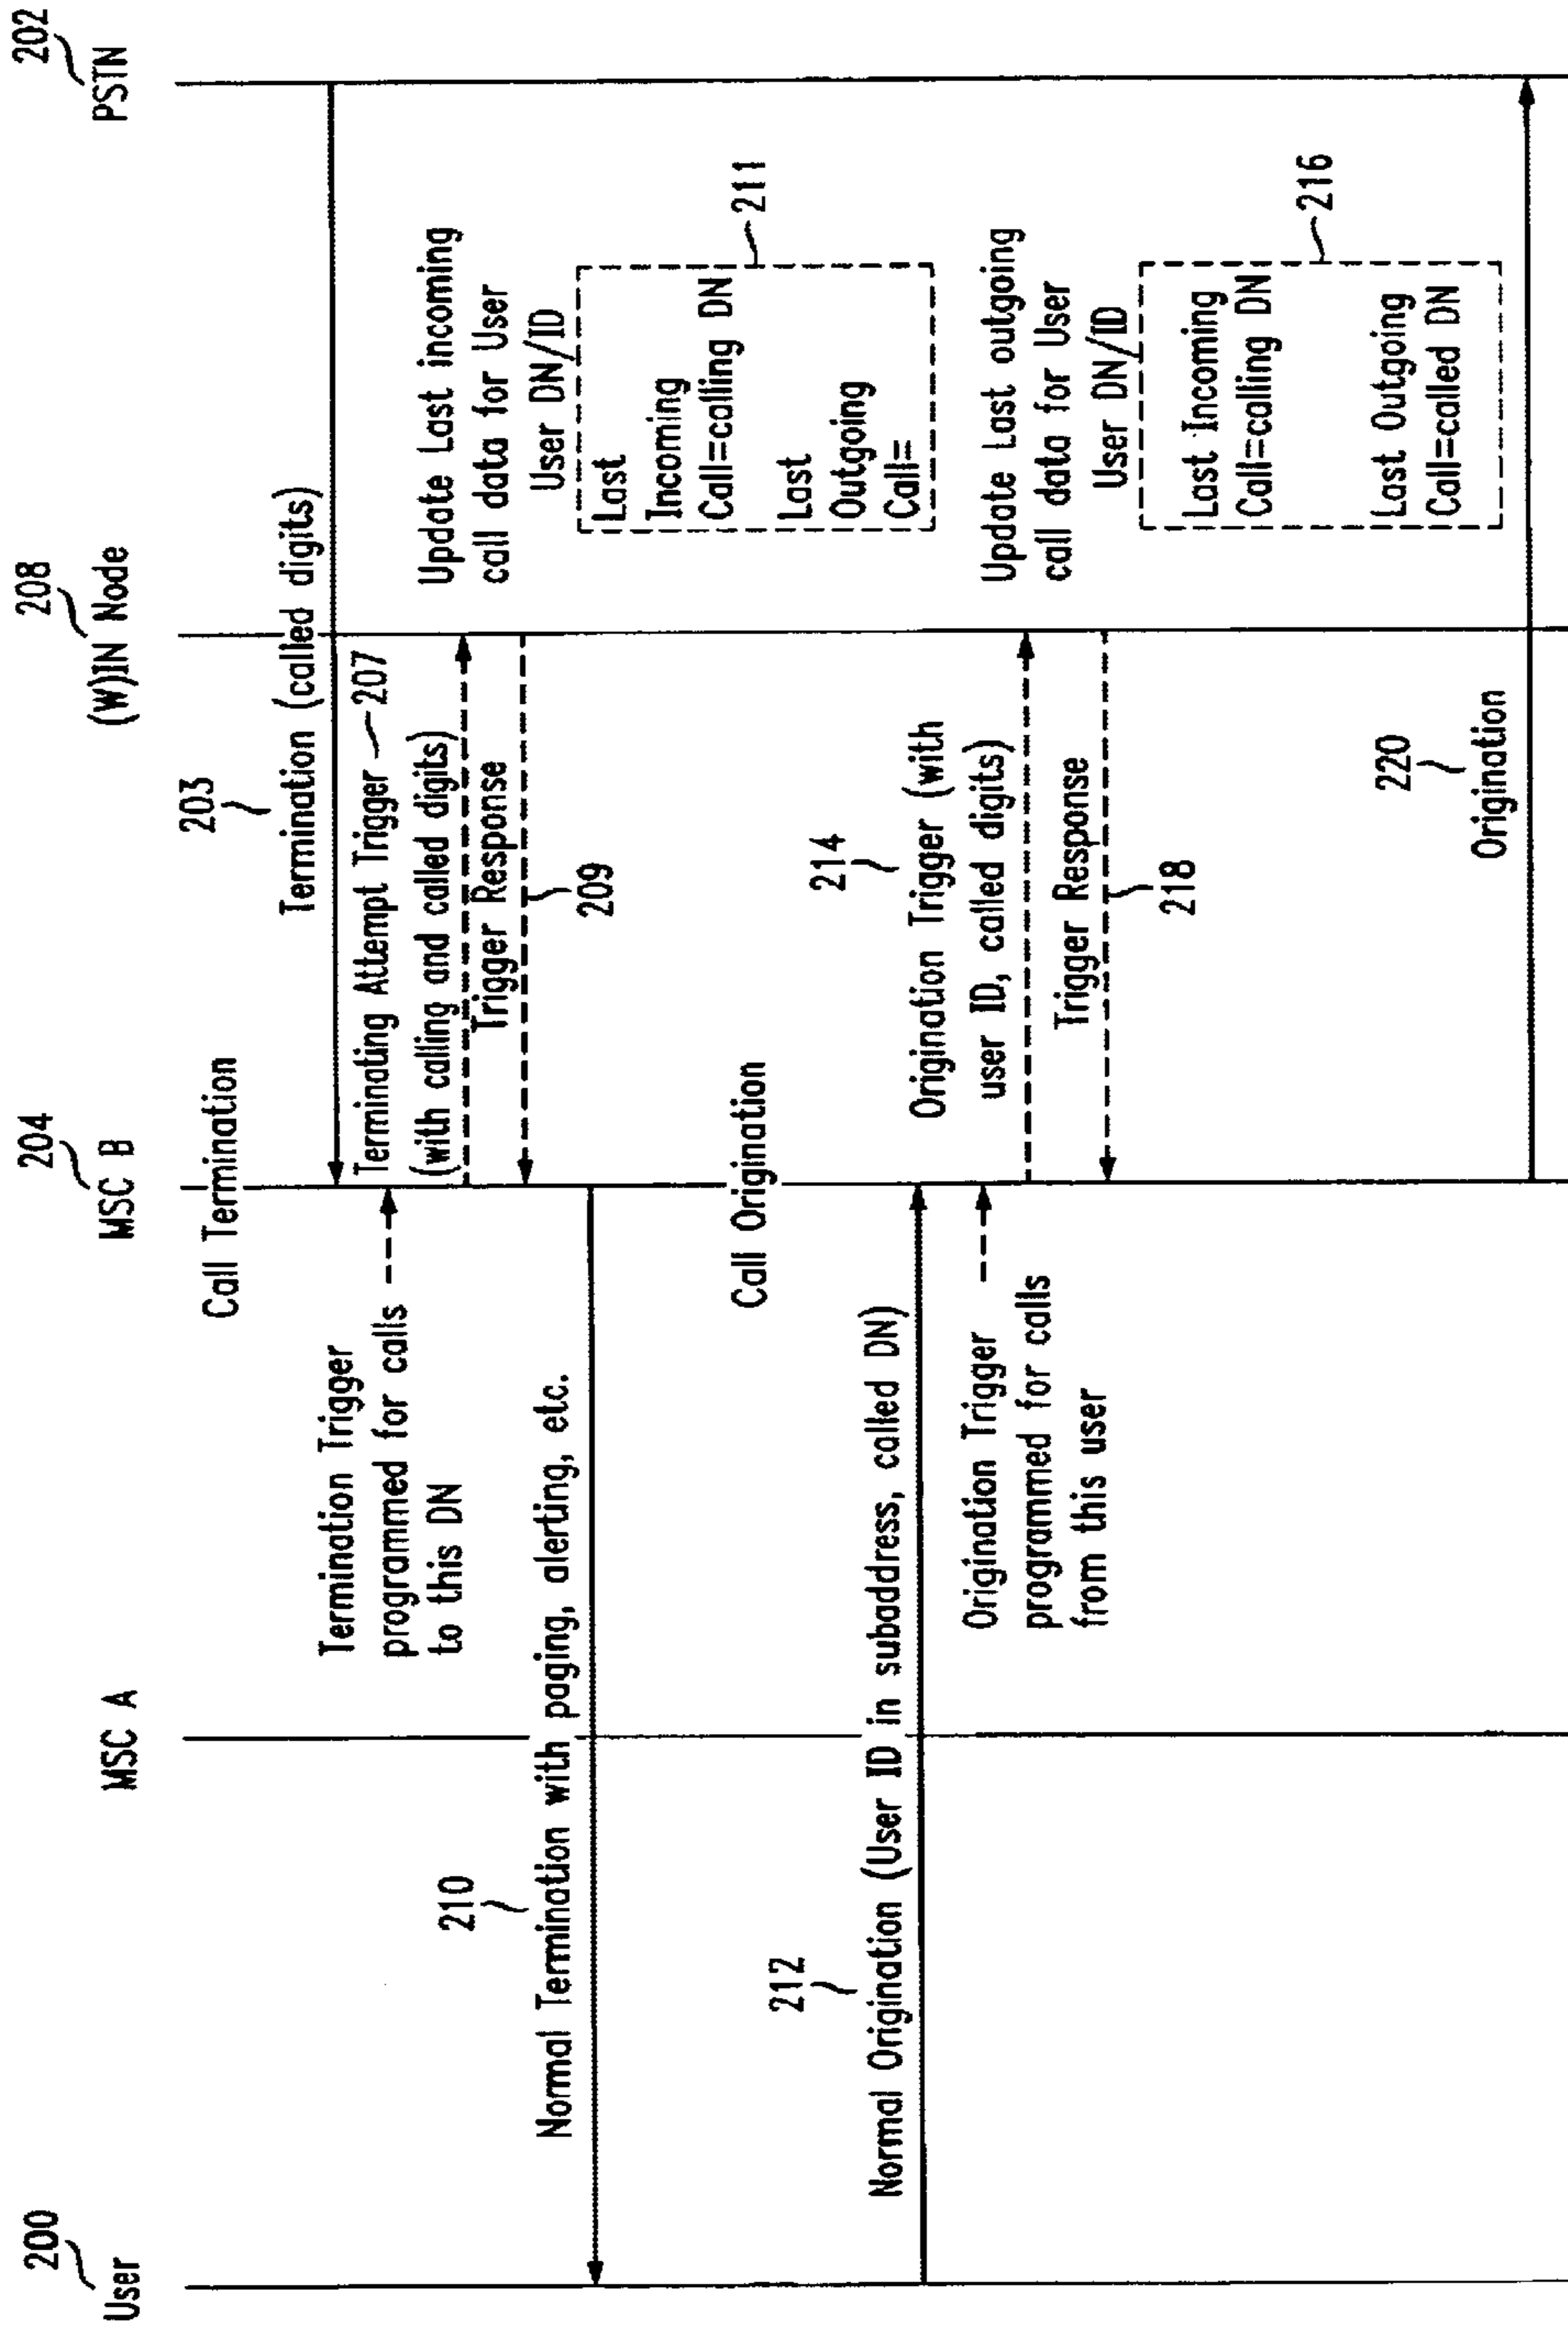 200
User
MSC A
204
MSC B
208
(W)IN Node
202
PSTN
Call Termination
203
Termination (called digits)
Termination Trigger
programmed for calls
to this DN
Terminating Attempt Trigger 207
(with calling and called digits)
Trigger Response
209
Update Last incoming
call data for User
User DN/ID
Last
Incoming
Call=calling DN
Last
Outgoing
Call=
211
210
Normal Termination with paging, alerting, etc.
Call Origination
212
Normal Origination (User ID in subaddress, called DN)
Origination Trigger
programmed for calls
from this user
214
Origination Trigger (with
user ID, called digits)
Trigger Response
218
Update Last outgoing
call data for User
User DN/ID
Last Incoming
Call=calling DN
Last Outgoing
Call=called DN
216
220
Origination